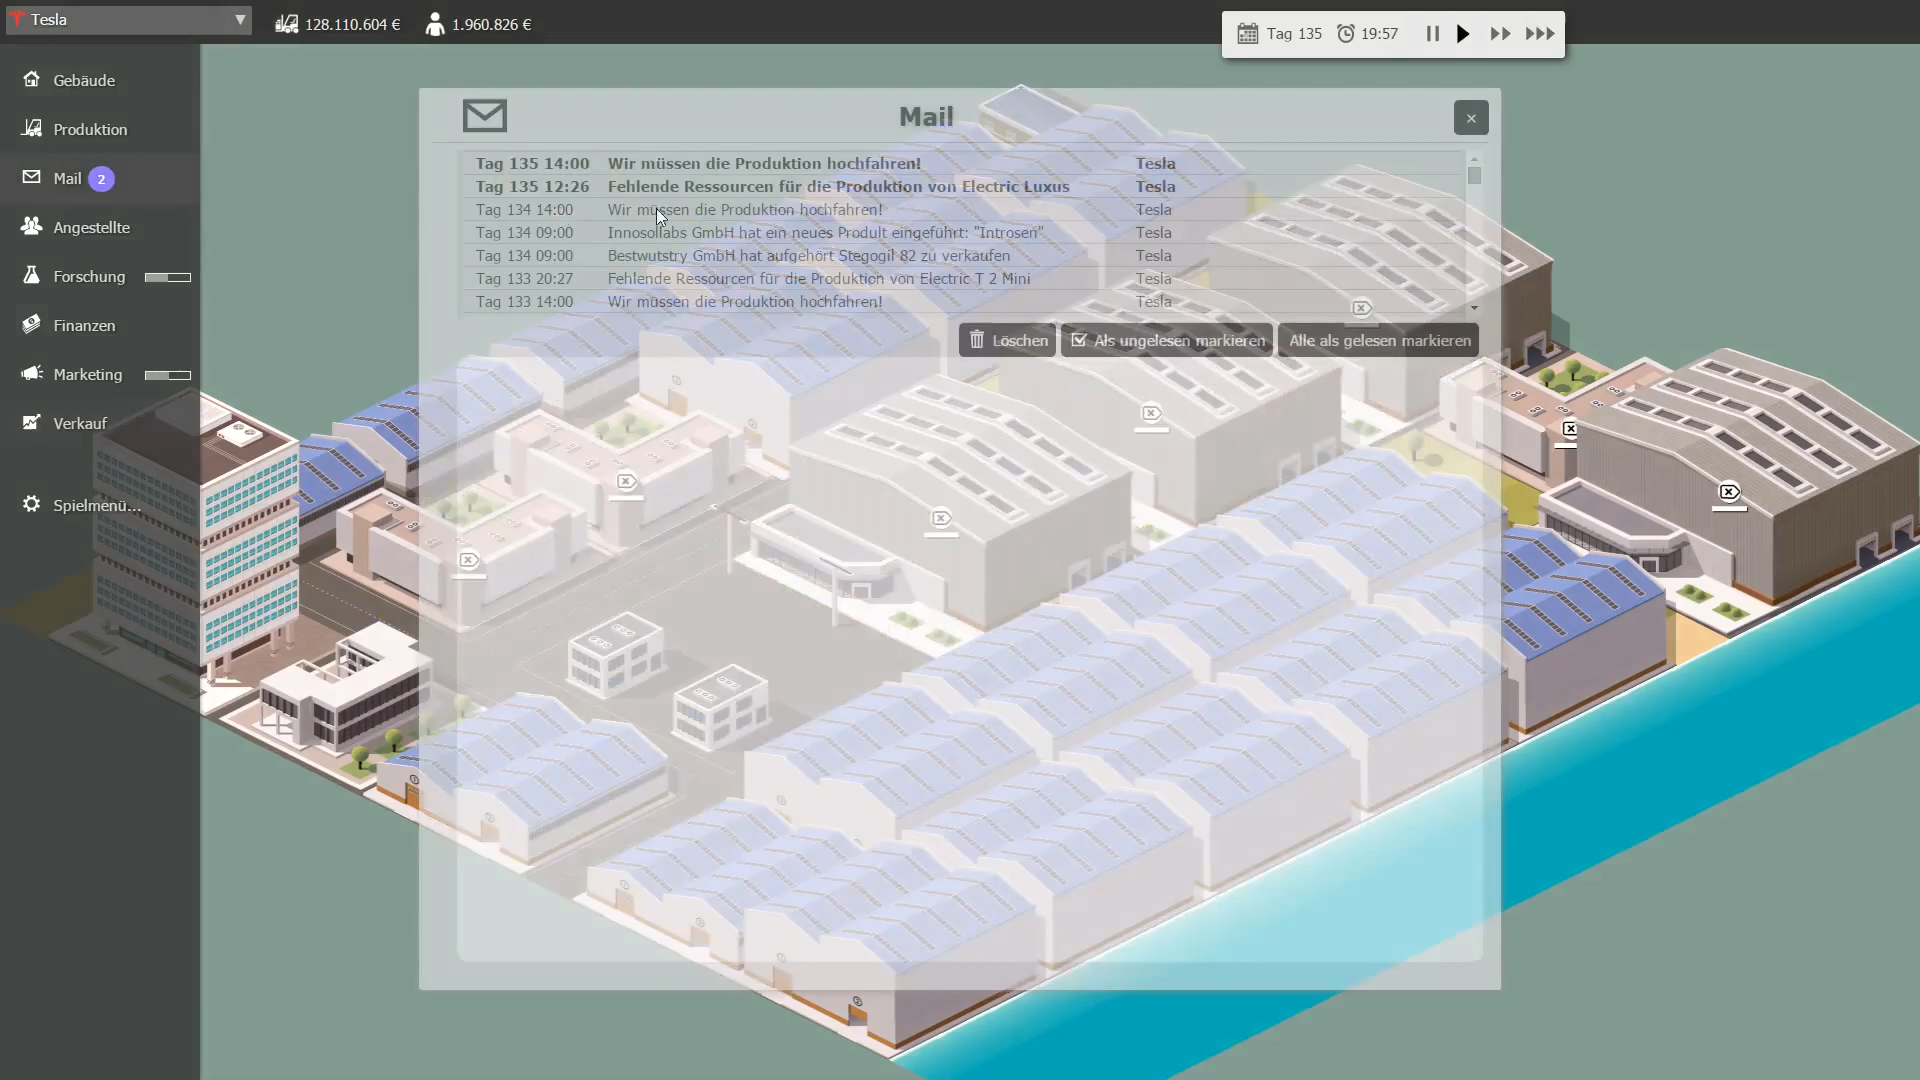 Tesla
128.110.604 €
1.960.826 €
Tag 135
19:57
Gebäude
Produktion
Mail 2
Angestellte
Forschung
Finanzen
Marketing
Verkauf
Spielmenü...
Mail
Tag 135 14:00 Wir müssen die Produktion hochfahren! Tesla
Tag 135 12:26 Fehlende Ressourcen für die Produktion von Electric Luxus Tesla
Tag 134 14:00 Wir müssen die Produktion hochfahren! Tesla
Tag 134 09:00 Innosollabs GmbH hat ein neues Prodult eingeführt: "Introsen" Tesla
Tag 134 09:00 Bestwutstry GmbH hat aufgehört Stegogil 82 zu verkaufen Tesla
Tag 133 20:27 Fehlende Ressourcen für die Produktion von Electric T 2 Mini Tesla
Tag 133 14:00 Wir müssen die Produktion hochfahren! Tesla
Löschen
Als ungelesen markieren
Alle als gelesen markieren